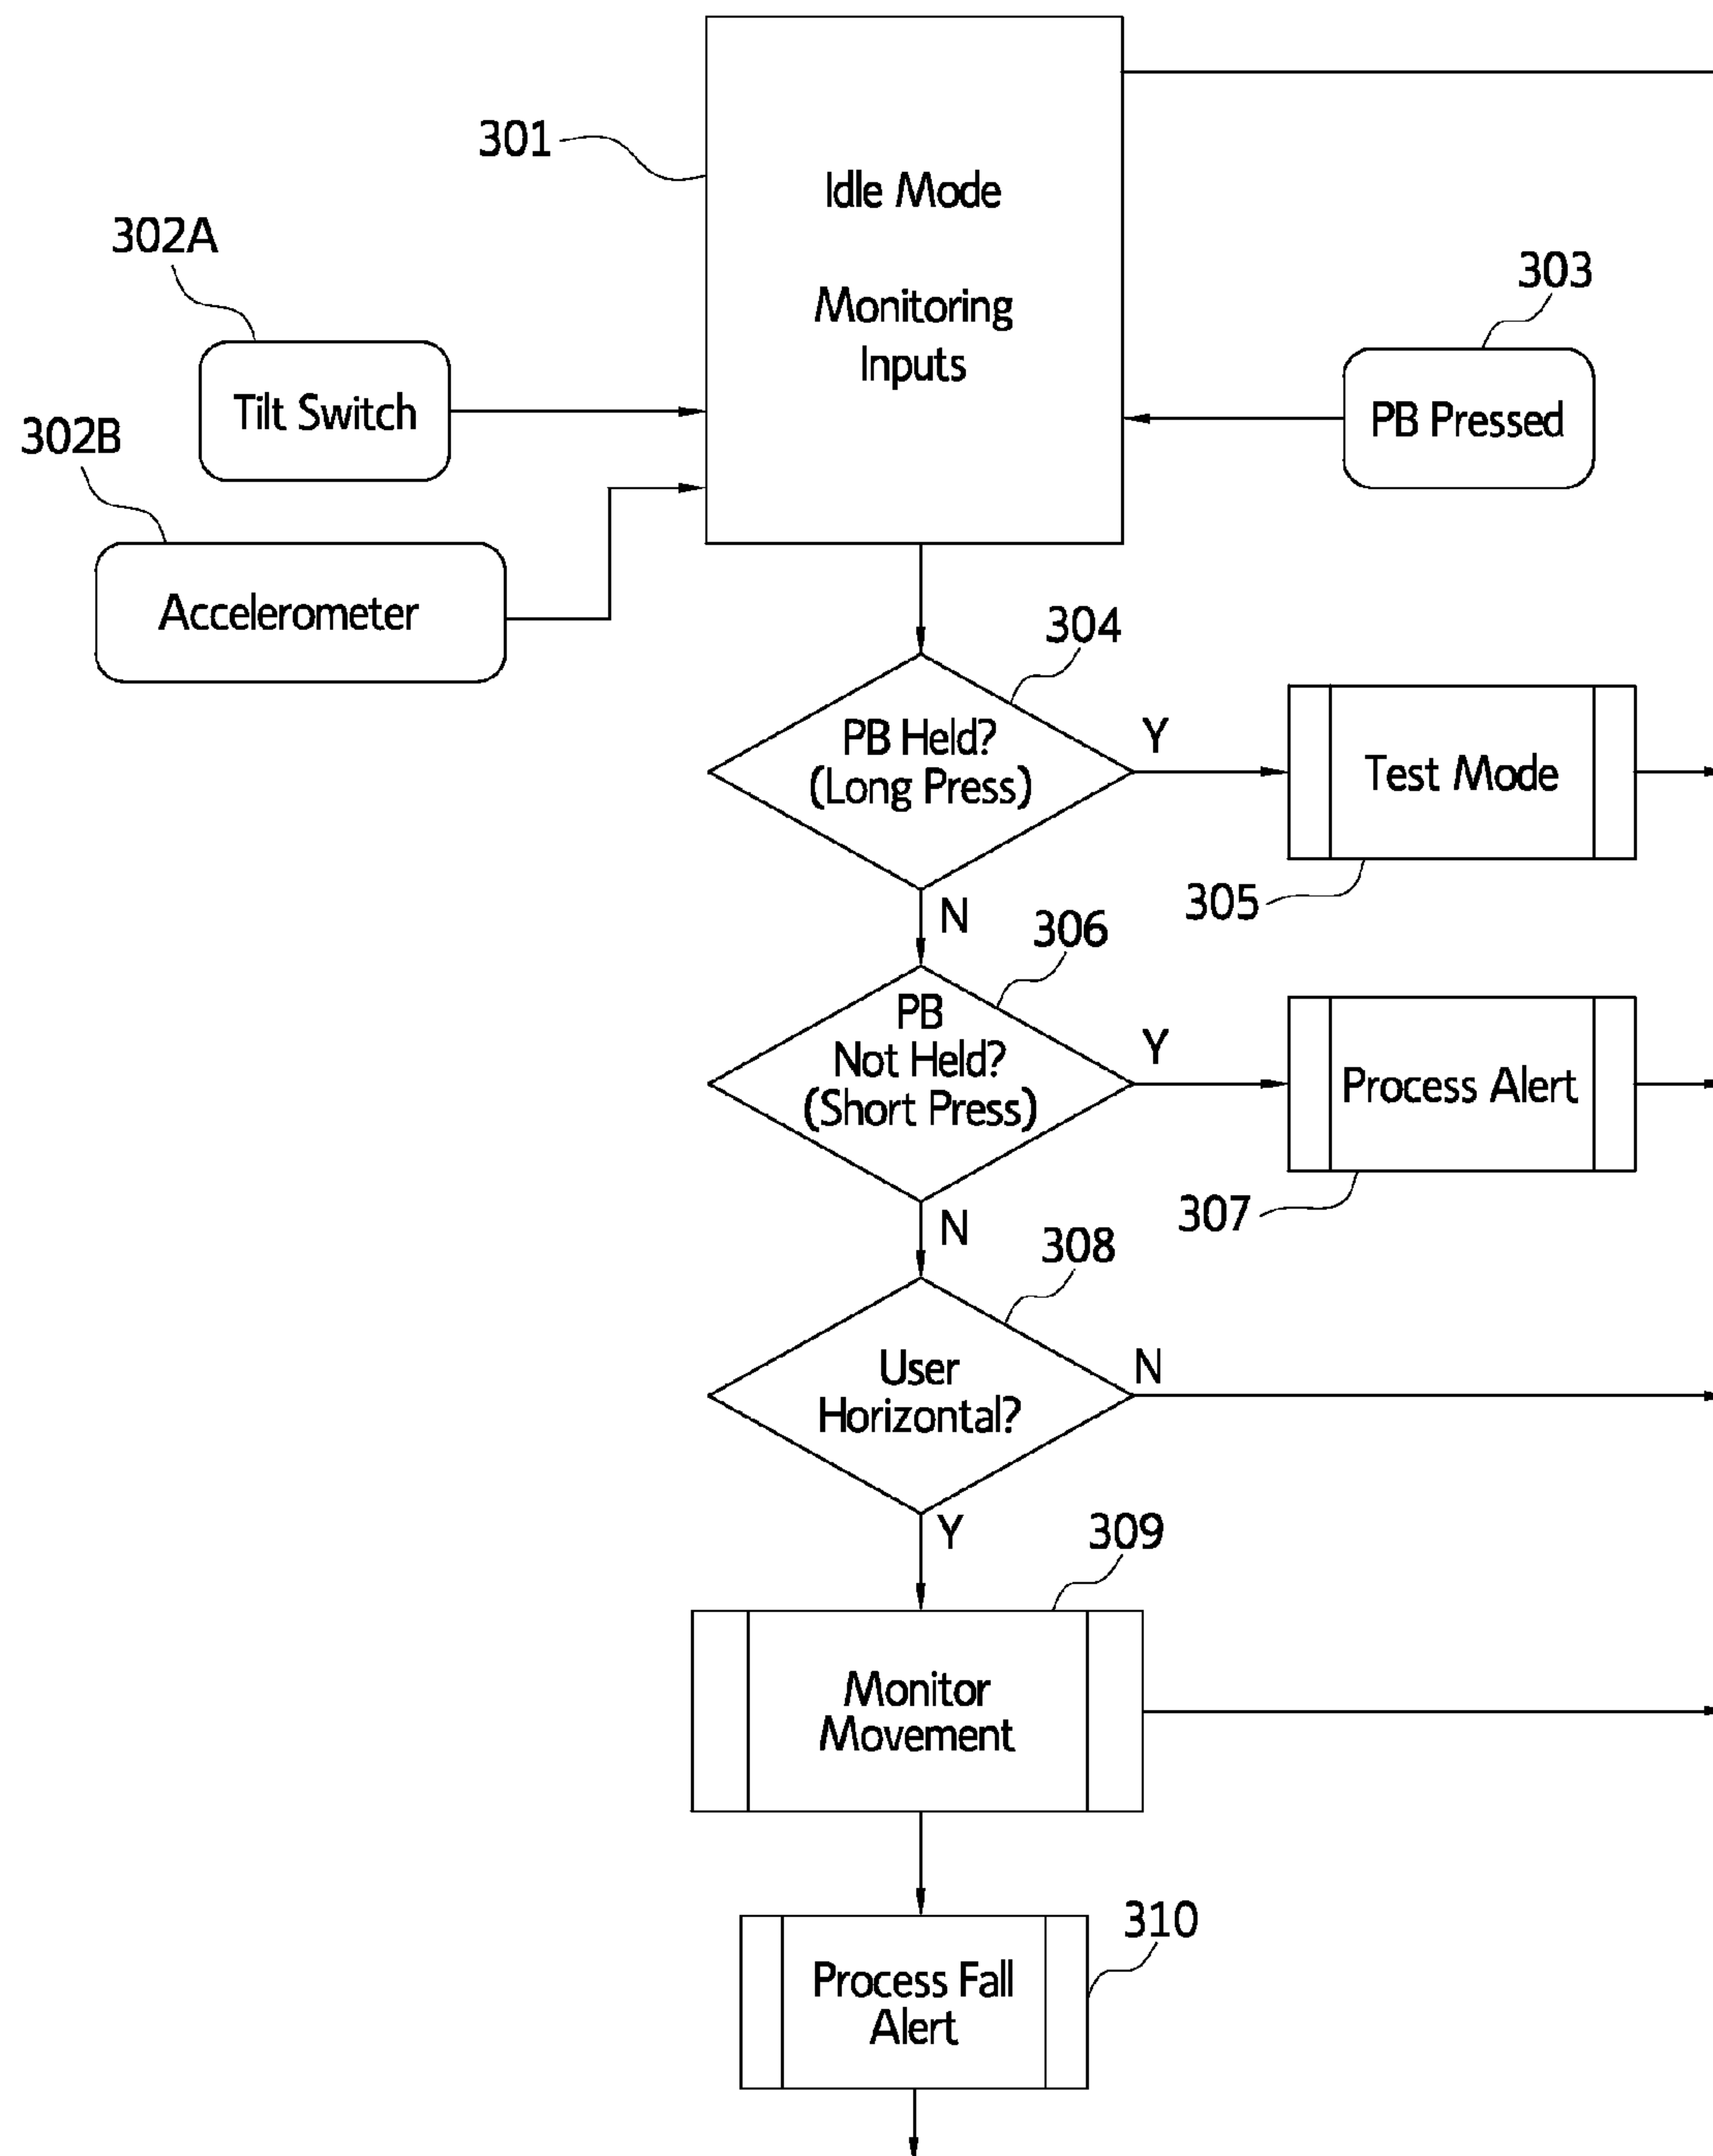 301
Idle Mode
Monitoring
Inputs
302A
Tilt Switch
302B
Accelerometer
303
PB Pressed
304
PB Held?
(Long Press)
Y
Test Mode
305
N
306
PB
Not Held?
(Short Press)
Y
Process Alert
307
N
308
User
Horizontal?
N
Y
309
Monitor
Movement
310
Process Fall
Alert